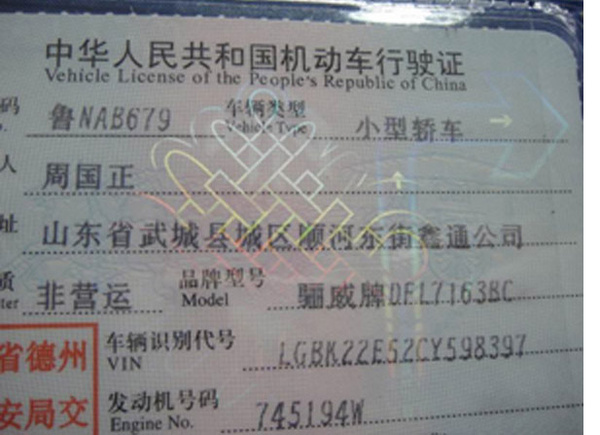 中华人民共和国机动车行驶证
Vehicle License of the People's Republic of China
码 鲁NAB679 车辆类型 Vehicle Type 小型轿车
人 周国正
址 山东省武城县城区顺河东街鑫通公司
质 非营运 品牌型号 Model 骊威牌DFL7163BC
省德州 车辆识别代号 VIN LGBK22E52CY598397
安局交 发动机号码 Engine No. 745194W